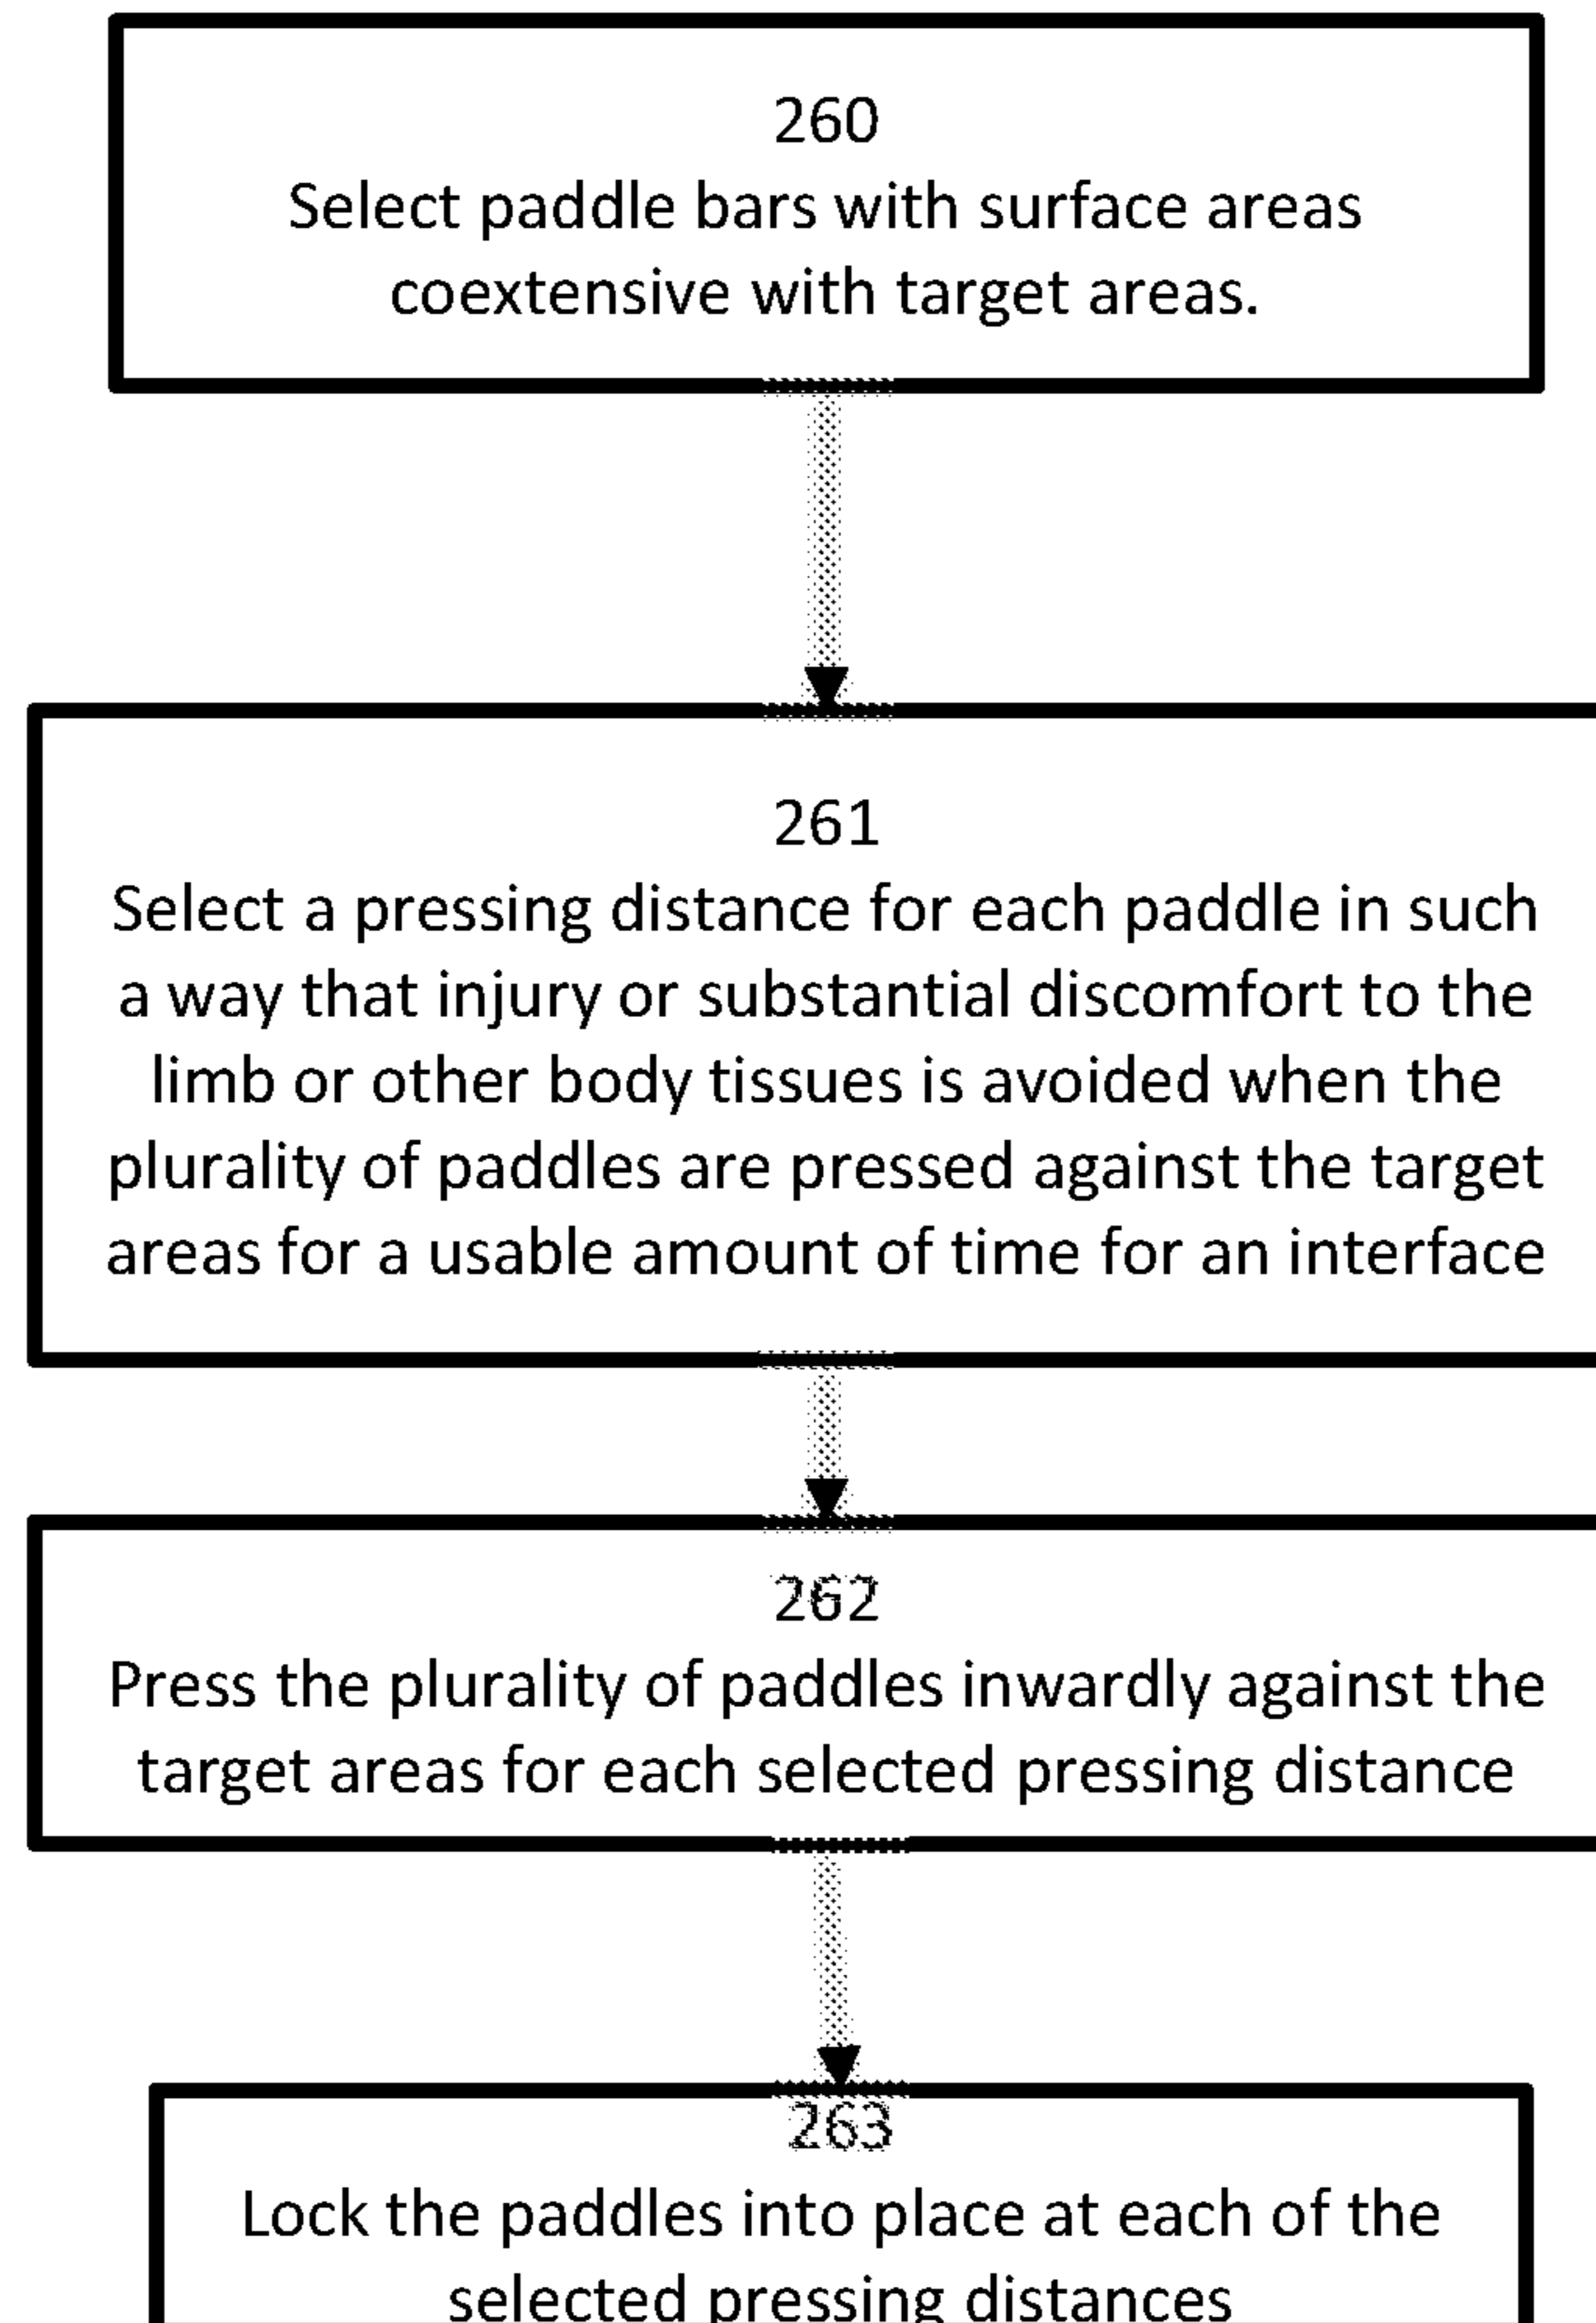 260
Select paddle bars with surface areas
coextensive with target areas.
261
Select a pressing distance for each paddle in such
a way that injury or substantial discomfort to the
limb or other body tissues is avoided when the
plurality of paddles are pressed against the target
areas for a usable amount of time for an interface
262
Press the plurality of paddles inwardly against the
target areas for each selected pressing distance
263
Lock the paddles into place at each of the
selected pressing distances